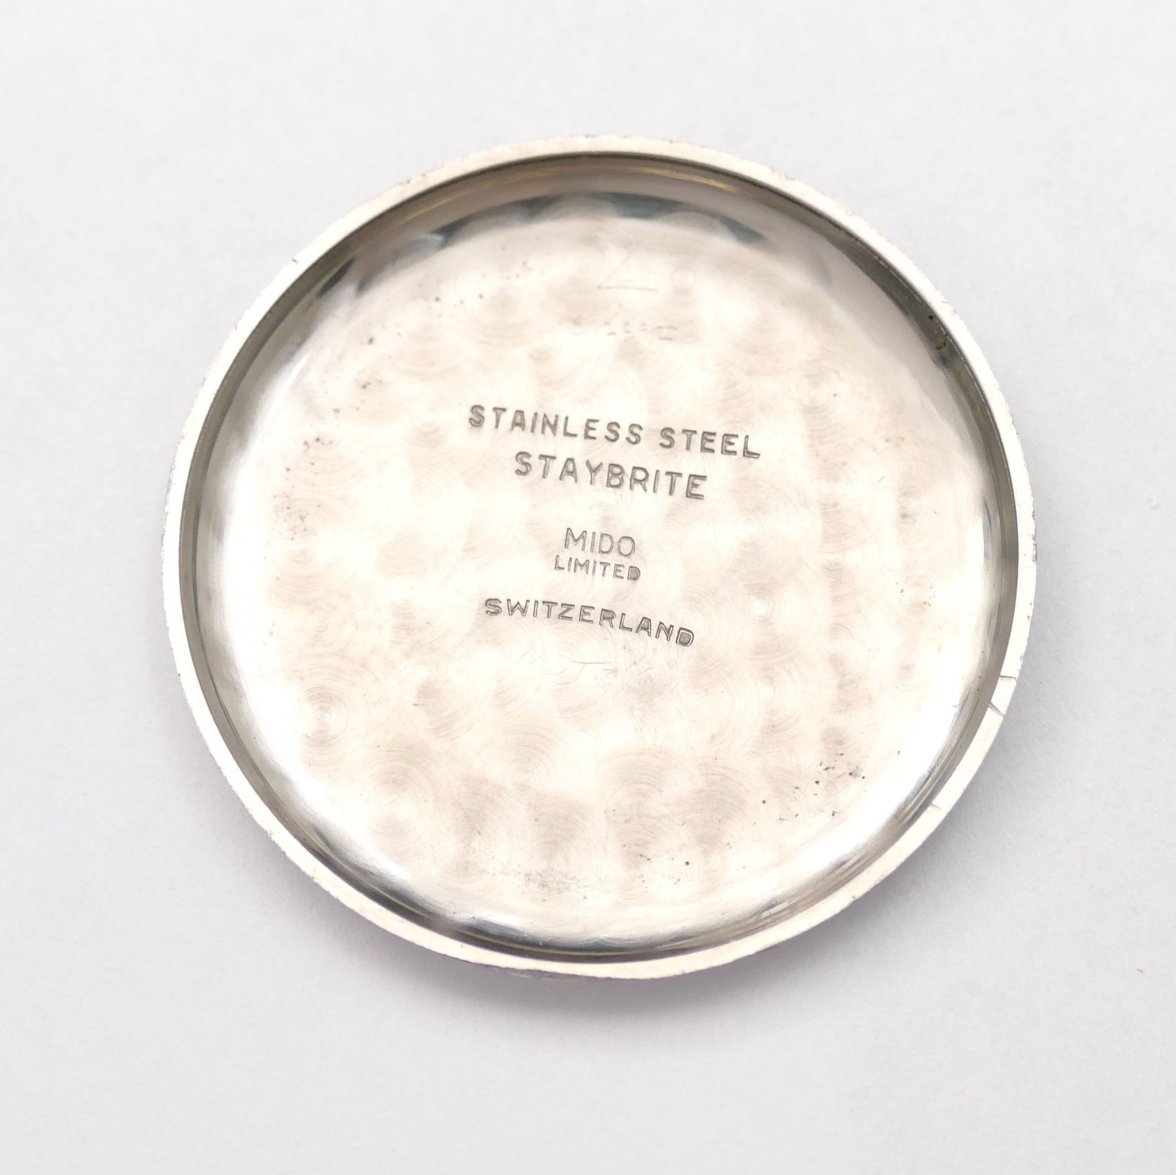 STAINLESS STEEL
STAYBRITE
MIDO
LIMITED
SWITZERLAND